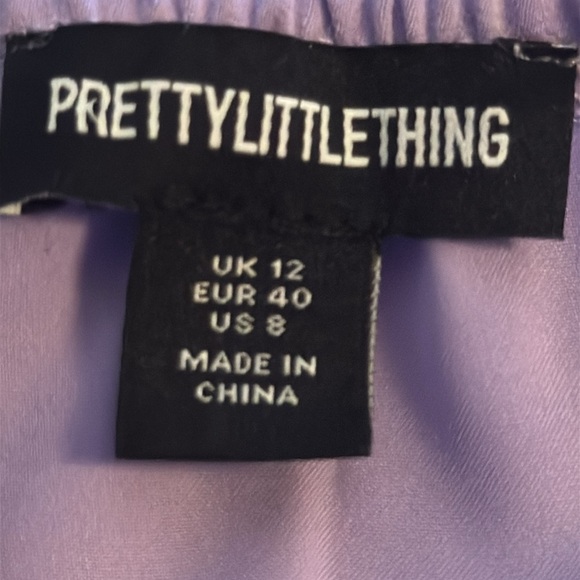 PRETTYLITTLETHING
UK 12
EUR 40
US 8
MADE IN
CHINA